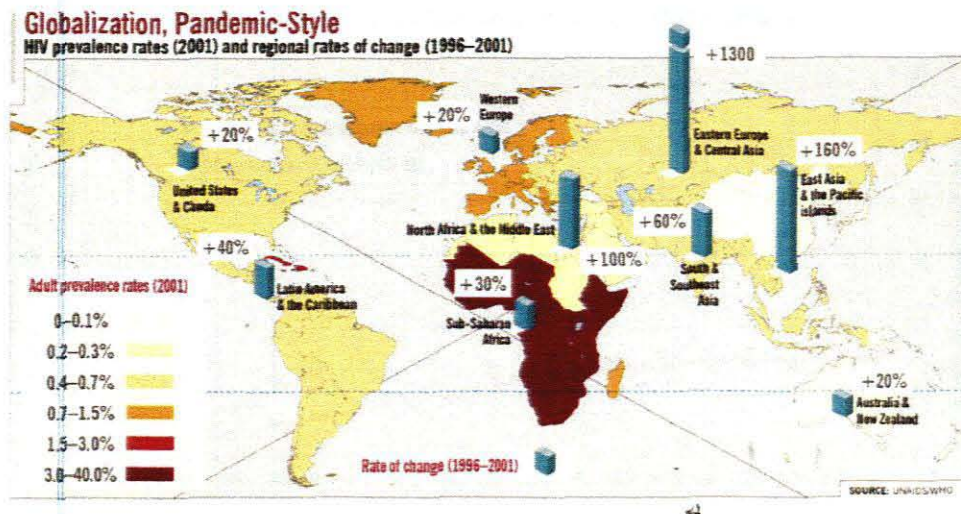 Globalization, Pandemic-Style
HIV prevalence rates (2001) and regional rates of change (1996–2001)
+1300
Western
Europe
+20%
+20%
Eastern Europe
& Central Asia
+160%
United States
& Canda
East Asia
& the Pacific
islands
North Africa & the Middle East
+60%
+40%
+100%
South &
Southeast
Asia
Adult prevalence rates (2001)
Latin America
& the Caribbean
+30%
Sub-Saharan
Africa
0–0.1%
0.2–0.3%
0.4–0.7%
0.7–1.5%
1.5–3.0%
3.0–40.0%
+20%
Australia &
New Zealand
Rate of change (1996–2001)
SOURCE: UNAIDS/WHO